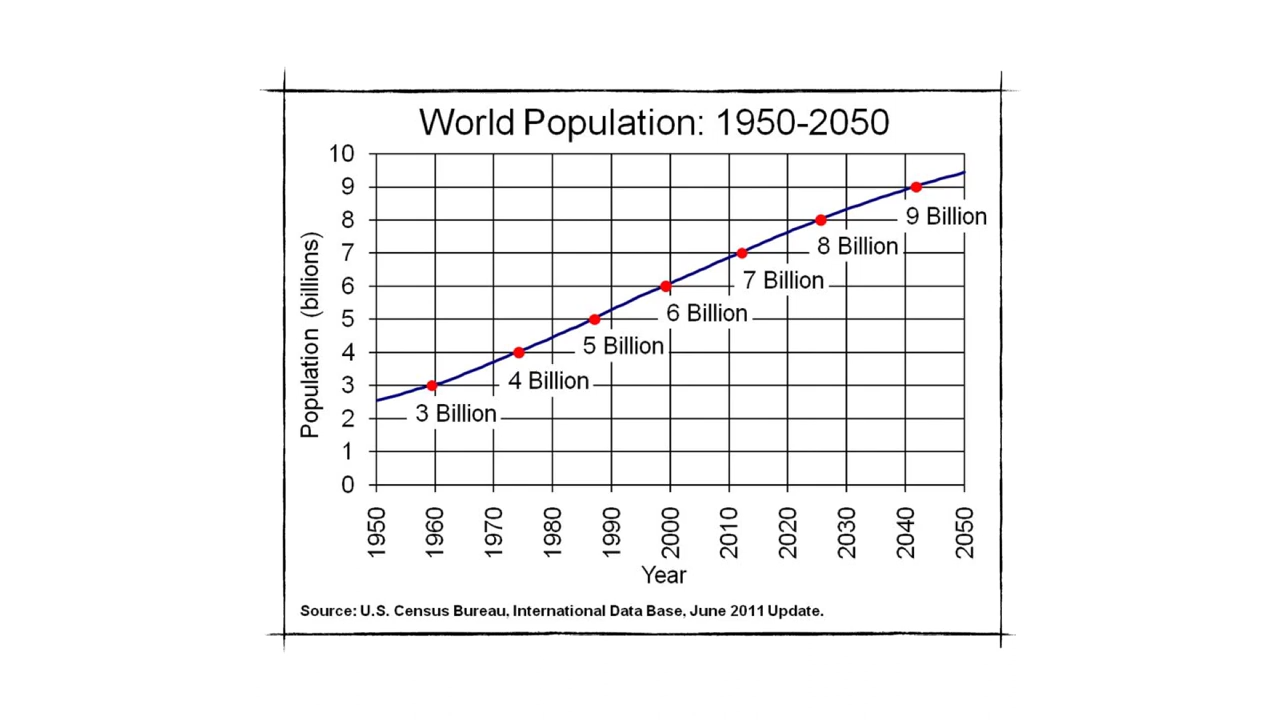 World Population: 1950-2050
Population (billions)
10
9
8
7
6
5
4
3
2
1
0
3 Billion
4 Billion
5 Billion
6 Billion
7 Billion
8 Billion
9 Billion
1950
1960
1970
1980
1990
2000
2010
2020
2030
2040
2050
Year
Source: U.S. Census Bureau, International Data Base, June 2011 Update.